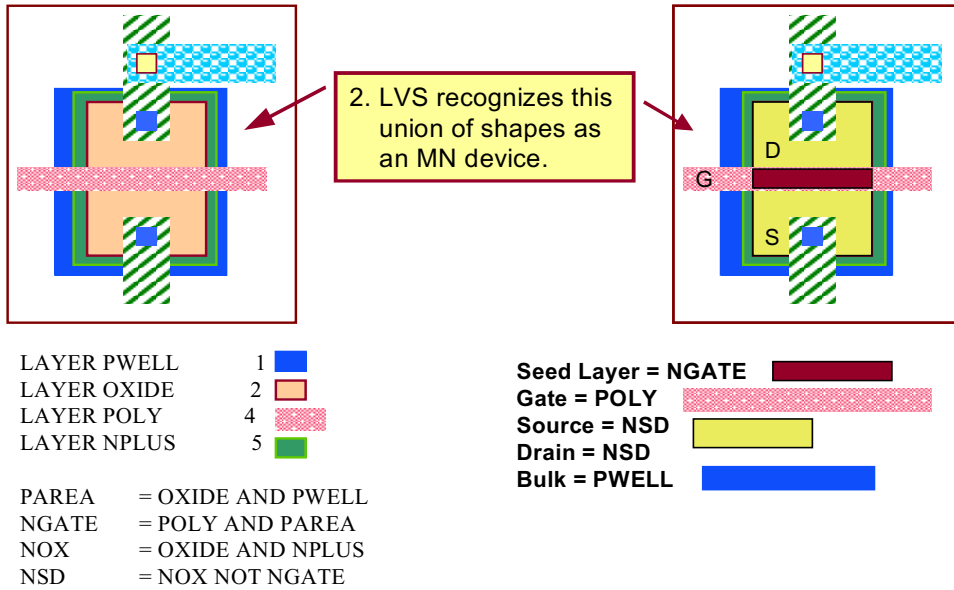 2. LVS recognizes this
union of shapes as
an MN device.
D
G
S
LAYER PWELL 1
LAYER OXIDE 2
LAYER POLY 4
LAYER NPLUS 5
PAREA = OXIDE AND PWELL
NGATE = POLY AND PAREA
NOX = OXIDE AND NPLUS
NSD = NOX NOT NGATE
Seed Layer = NGATE
Gate = POLY
Source = NSD
Drain = NSD
Bulk = PWELL